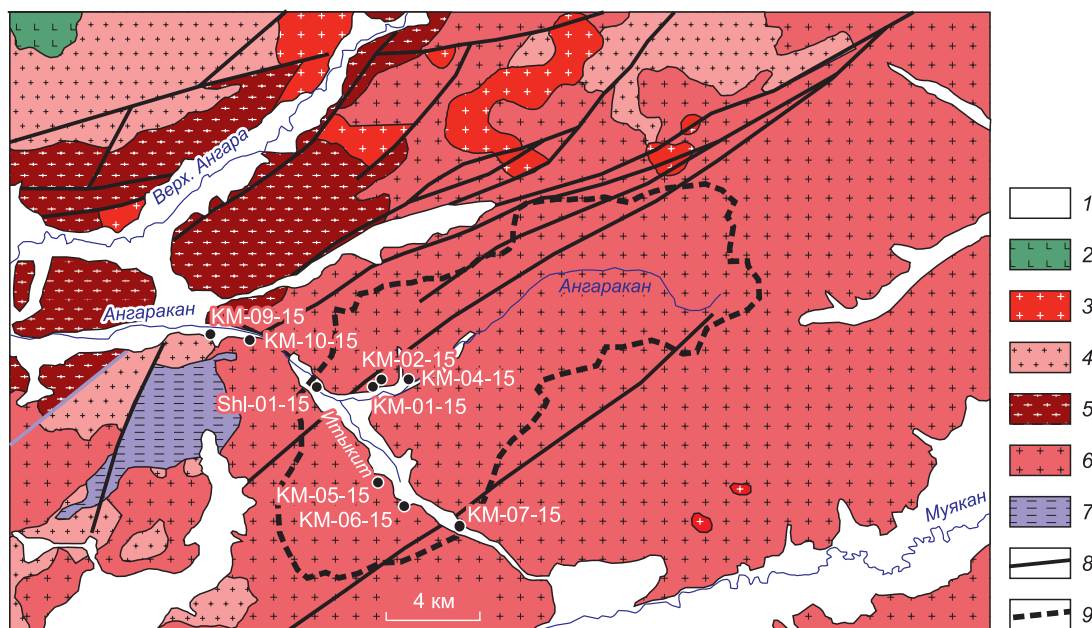 Верх. Ангара
Ангаракан
Ангаракан
KM-09-15
KM-10-15
KM-02-15
KM-04-15
Shl-01-15
KM-01-15
Итыкит
KM-05-15
KM-06-15
KM-07-15
Муякан
4 км
1
2
3
4
5
6
7
8
9